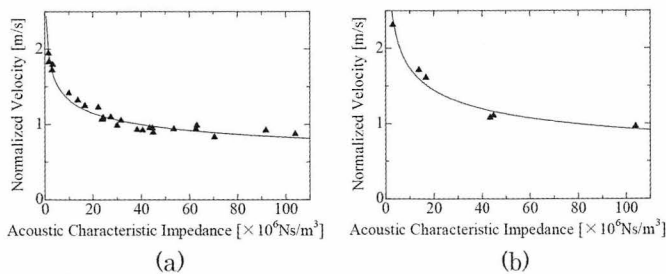 Normalized Velocity [m/s]
2
1
0
0 20 40 60 80 100
Acoustic Characteristic Impedance [×10⁶Ns/m³]
(a)
Normalized Velocity [m/s]
2
1
0
0 20 40 60 80 100
Acoustic Characteristic Impedance [×10⁶Ns/m³]
(b)